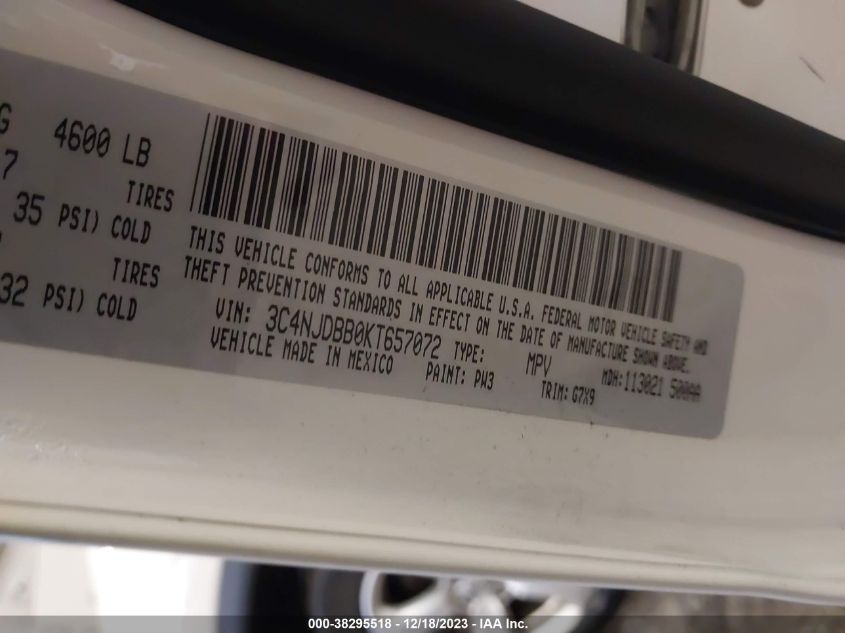 G 4600 LB
7
TIRES
35 PSI) COLD
TIRES
32 PSI) COLD
THIS VEHICLE CONFORMS TO ALL APPLICABLE U.S.A. FEDERAL MOTOR VEHICLE SAFETY AND
THEFT PREVENTION STANDARDS IN EFFECT ON THE DATE OF MANUFACTURE SHOWN ABOVE.
VIN: 3C4NJDBB0KT657072 TYPE: MPV MDH:113021 500AA
VEHICLE MADE IN MEXICO PAINT: PW3 TRIM: G7X9
000-38295518 - 12/18/2023 - IAA Inc.